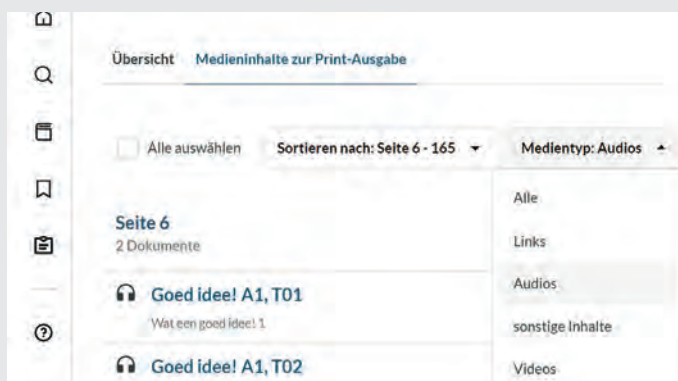 Übersicht Medieninhalte zur Print-Ausgabe
Alle auswählen Sortieren nach: Seite 6 - 165 Medientyp: Audios
Alle
Seite 6
2 Dokumente
Links
Audios
Goed idee! A1, T01
Wat een goed idee! 1
sonstige Inhalte
Goed idee! A1, T02
Videos